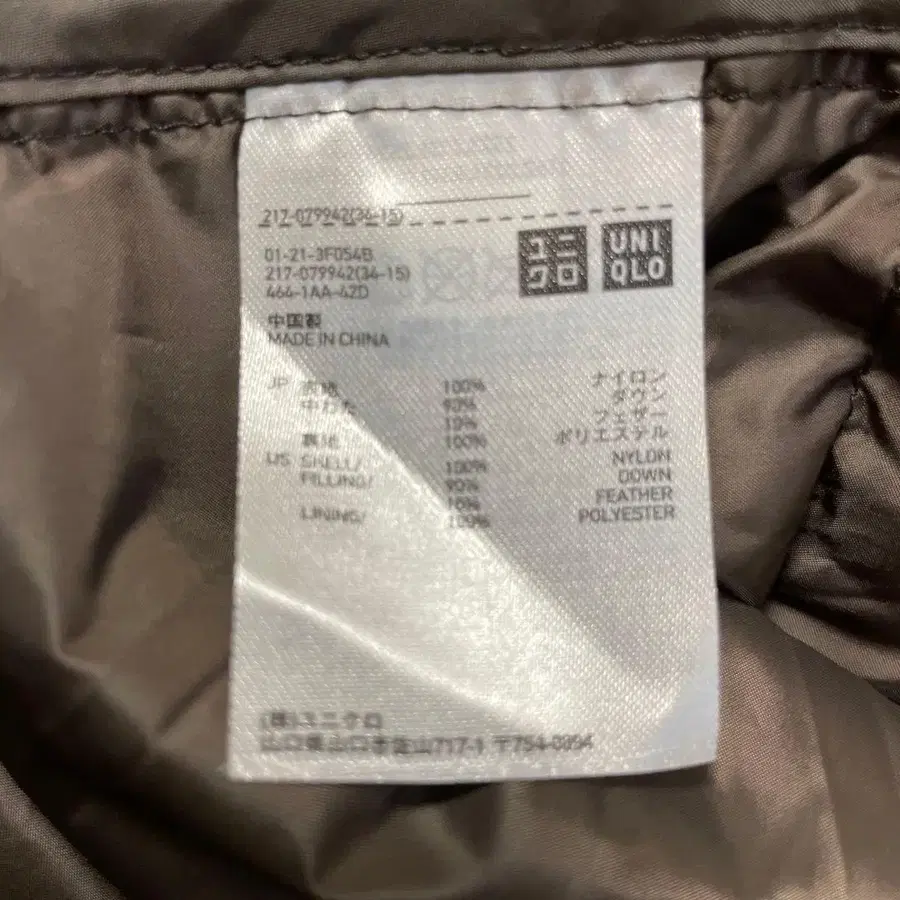 217-079942(34-15)
01-21-3F054B
217-079942(34-15)
464-1AA-42D
ユニクロ
UNIQLO
中国製
MADE IN CHINA
JP 表地 100% ナイロン
中わた 90% ダウン
10% フェザー
裏地 100% ポリエステル
US SHELL/ 100% NYLON
FILLING/ 90% DOWN
10% FEATHER
LINING/ 100% POLYESTER
(株)ユニクロ
山口県山口市佐山717-1 〒754-0894